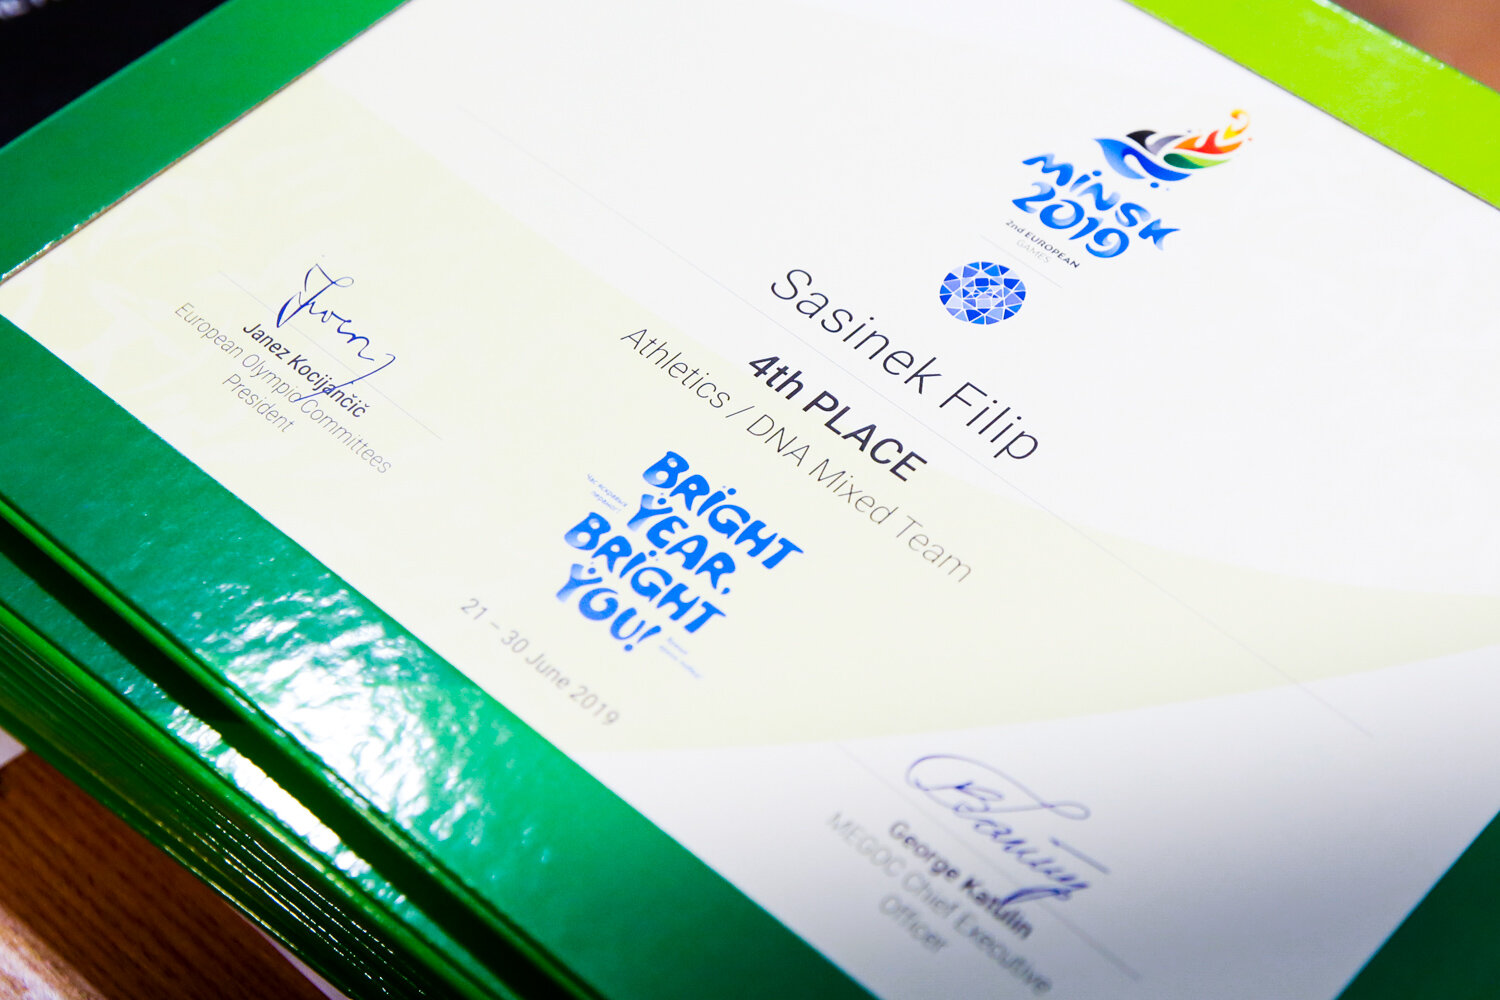 MINSK
2019
2nd EUROPEAN
GAMES
Sasinek Filip
4th PLACE
Athletics / DNA Mixed Team
BRIGHT
YEAR,
BRIGHT
YOU!
21 – 30 June 2019
Janez Kocijančič
European Olympic Committees
President
George Katulin
MEGOC Chief Executive
Officer